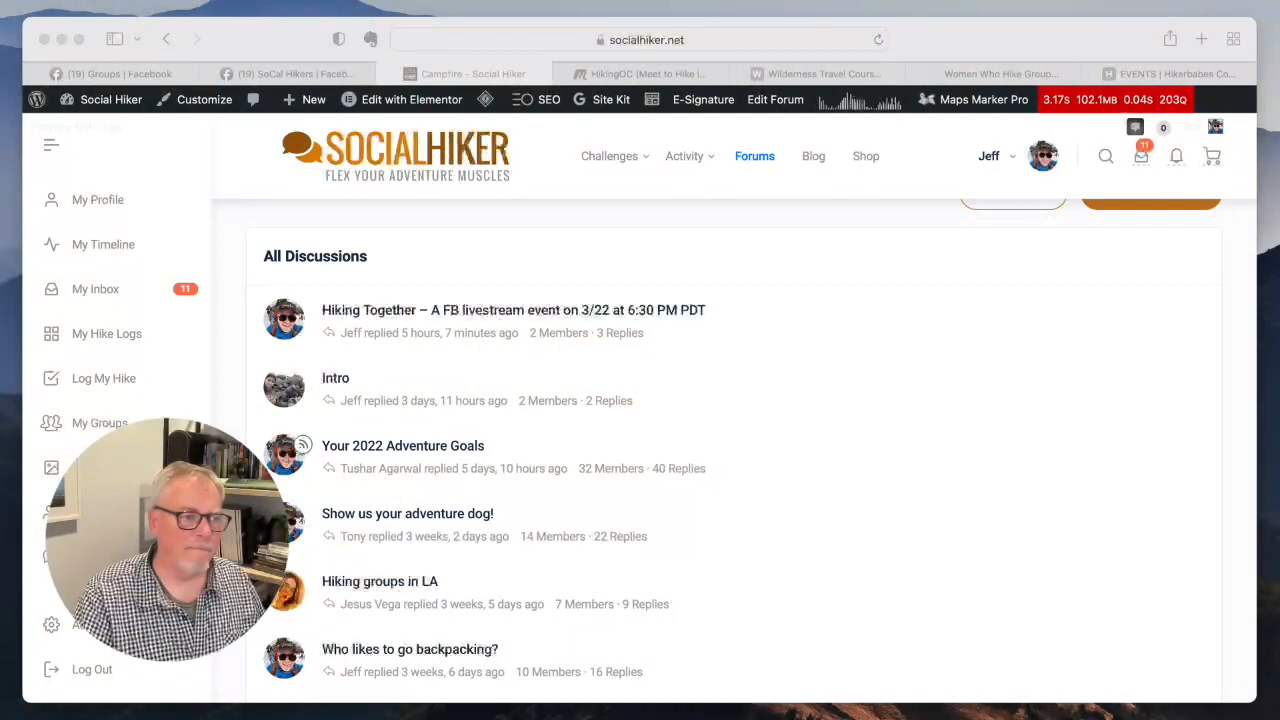 socialhiker.net
(19) Groups | Facebook
(19) SoCal Hikers | Faceb...
Campfire - Social Hiker
HikingOC (Meet to Hike i...
Wilderness Travel Cours...
Women Who Hike Group...
EVENTS | Hikerbabes Co...
Social Hiker
Customize
New
Edit with Elementor
SEO
Site Kit
E-Signature
Edit Forum
Maps Marker Pro
3.17S 102.1MB 0.04S 203Q
SOCIALHIKER
FLEX YOUR ADVENTURE MUSCLES
Challenges
Activity
Forums
Blog
Shop
Jeff
0
11
My Profile
My Timeline
My Inbox
11
My Hike Logs
Log My Hike
My Groups
Log Out
All Discussions
Hiking Together – A FB livestream event on 3/22 at 6:30 PM PDT
Jeff replied 5 hours, 7 minutes ago 2 Members · 3 Replies
Intro
Jeff replied 3 days, 11 hours ago 2 Members · 2 Replies
Your 2022 Adventure Goals
Tushar Agarwal replied 5 days, 10 hours ago 32 Members · 40 Replies
Show us your adventure dog!
Tony replied 3 weeks, 2 days ago 14 Members · 22 Replies
Hiking groups in LA
Jesus Vega replied 3 weeks, 5 days ago 7 Members · 9 Replies
Who likes to go backpacking?
Jeff replied 3 weeks, 6 days ago 10 Members · 16 Replies